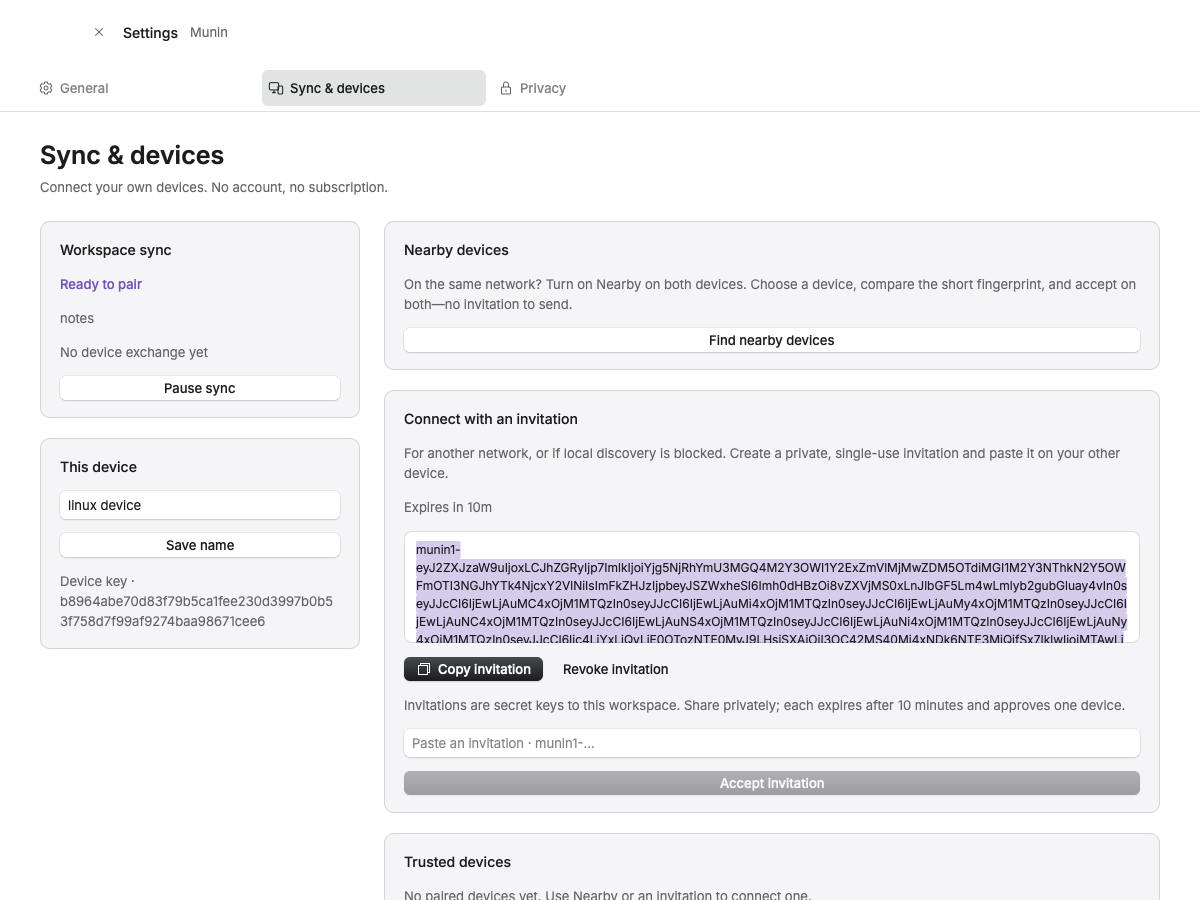 Settings Munin
General
Sync & devices
Privacy
Sync & devices
Connect your own devices. No account, no subscription.
Workspace sync
Ready to pair
notes
No device exchange yet
Pause sync
This device
linux device
Save name
Device key ·
b8964abe70d83f79b5ca1fee230d3997b0b5
3f758d7f99af9274baa98671cee6
Nearby devices
On the same network? Turn on Nearby on both devices. Choose a device, compare the short fingerprint, and accept on
both—no invitation to send.
Find nearby devices
Connect with an invitation
For another network, or if local discovery is blocked. Create a private, single-use invitation and paste it on your other
device.
Expires in 10m
munin1-
Copy invitation
Revoke invitation
Invitations are secret keys to this workspace. Share privately; each expires after 10 minutes and approves one device.
Paste an invitation · munin1-...
Accept invitation
Trusted devices
No paired devices yet. Use Nearby or an invitation to connect one.